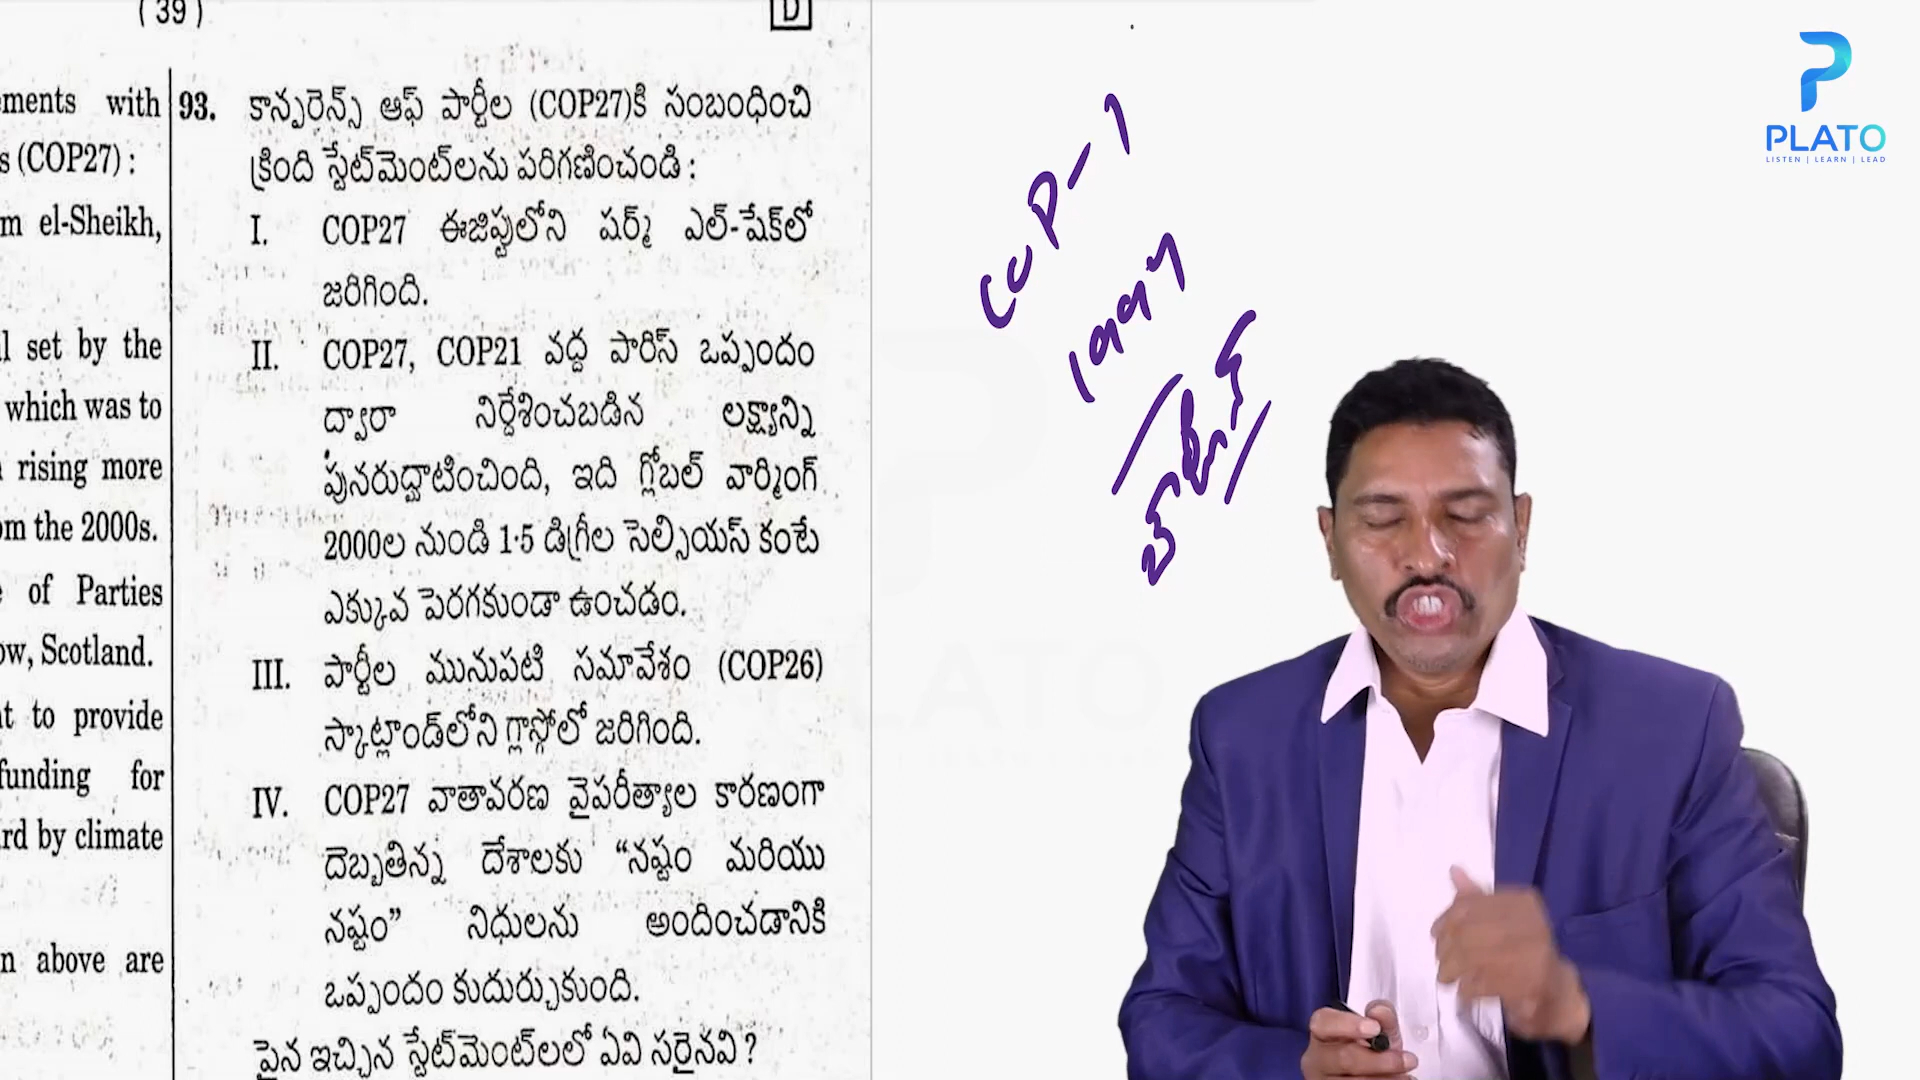 ( 39 )
D
ements with
s (COP27) :
m el-Sheikh,
l set by the
which was to
rising more
om the 2000s.
of Parties
ow, Scotland.
t to provide
funding for
rd by climate
n above are
93. కాన్ఫరెన్స్ ఆఫ్ పార్టీల (COP27)కి సంబంధించి
క్రింది స్టేట్‌మెంట్‌లను పరిగణించండి :
I. COP27 ఈజిప్టులోని షర్మ్ ఎల్-షేక్‌లో
జరిగింది.
II. COP27, COP21 వద్ద పారిస్ ఒప్పందం
ద్వారా నిర్దేశించబడిన లక్ష్యాన్ని
పునరుద్ఘాటించింది, ఇది గ్లోబల్ వార్మింగ్
2000ల నుండి 1·5 డిగ్రీల సెల్సియస్ కంటే
ఎక్కువ పెరగకుండా ఉంచడం.
III. పార్టీల మునుపటి సమావేశం (COP26)
స్కాట్లాండ్‌లోని గ్లాస్గోలో జరిగింది.
IV. COP27 వాతావరణ వైపరీత్యాల కారణంగా
దెబ్బతిన్న దేశాలకు “నష్టం మరియు
నష్టం” నిధులను అందించడానికి
ఒప్పందం కుదుర్చుకుంది.
పైన ఇచ్చిన స్టేట్‌మెంట్‌లలో ఏవి సరైనవి ?
COP-1
PLATO
LISTEN | LEARN | LEAD